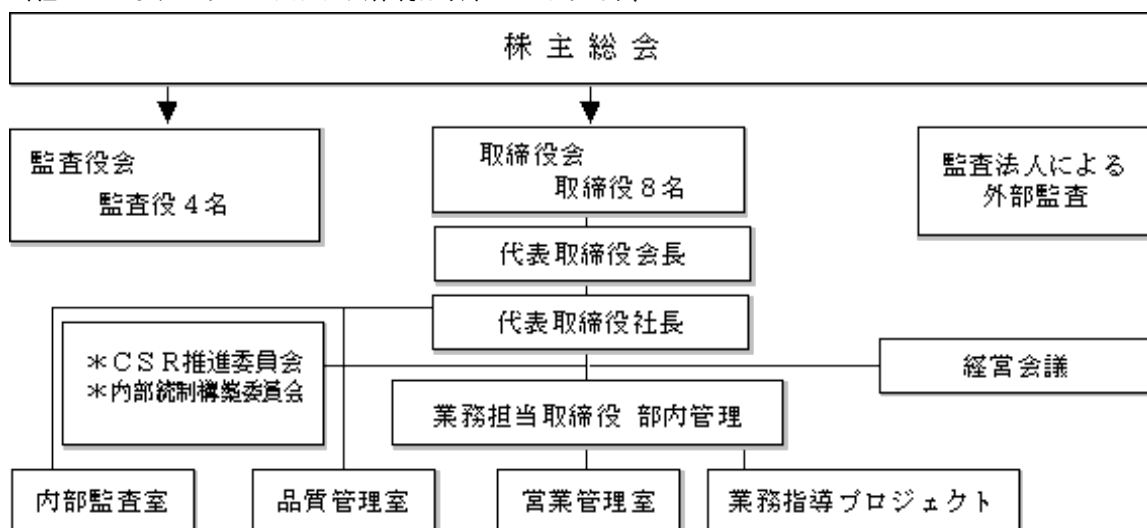 株主総会
監査役会
監査役４名
取締役会
取締役８名
監査法人による
外部監査
代表取締役会長
代表取締役社長
＊ＣＳＲ推進委員会
＊内部統制構築委員会
経営会議
業務担当取締役 部内管理
内部監査室
品質管理室
営業管理室
業務指導プロジェクト